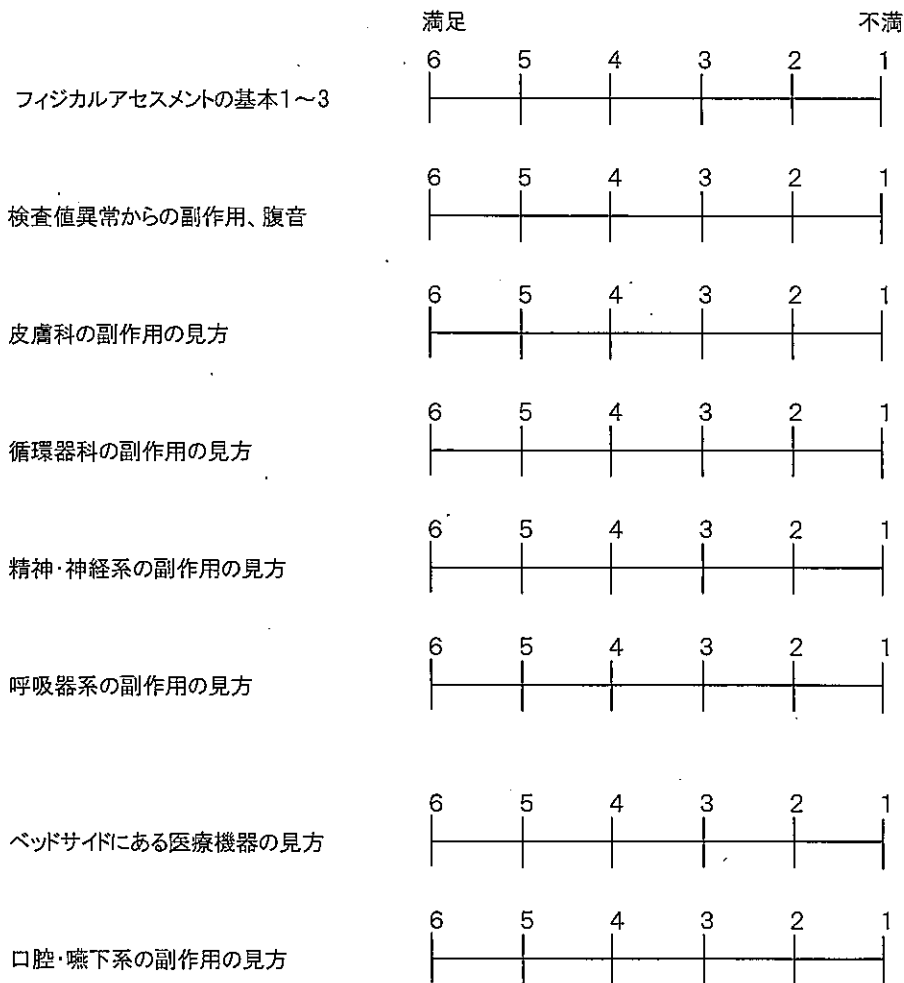 満足 不満
6 5 4 3 2 1
フィジカルアセスメントの基本1～3
6 5 4 3 2 1
検査値異常からの副作用、腹音
6 5 4 3 2 1
皮膚科の副作用の見方
6 5 4 3 2 1
循環器科の副作用の見方
6 5 4 3 2 1
精神・神経系の副作用の見方
6 5 4 3 2 1
呼吸器系の副作用の見方
6 5 4 3 2 1
ベッドサイドにある医療機器の見方
6 5 4 3 2 1
口腔・嚥下系の副作用の見方